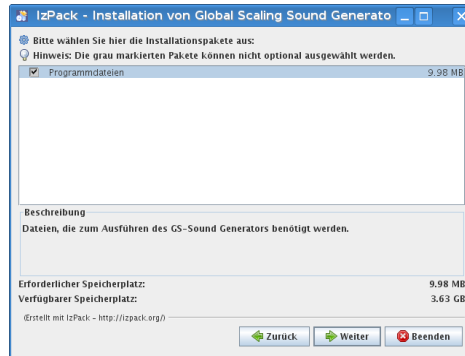 IzPack - Installation von Global Scaling Sound Generato
Bitte wählen Sie hier die Installationspakete aus:
Hinweis: Die grau markierten Pakete können nicht optional ausgewählt werden.
Programmdateien 9.98 MB
Beschreibung
Dateien, die zum Ausführen des GS-Sound Generators benötigt werden.
Erforderlicher Speicherplatz: 9.98 MB
Verfügbarer Speicherplatz: 3.63 GB
(Erstellt mit IzPack - http://izpack.org/)
Zurück Weiter Beenden